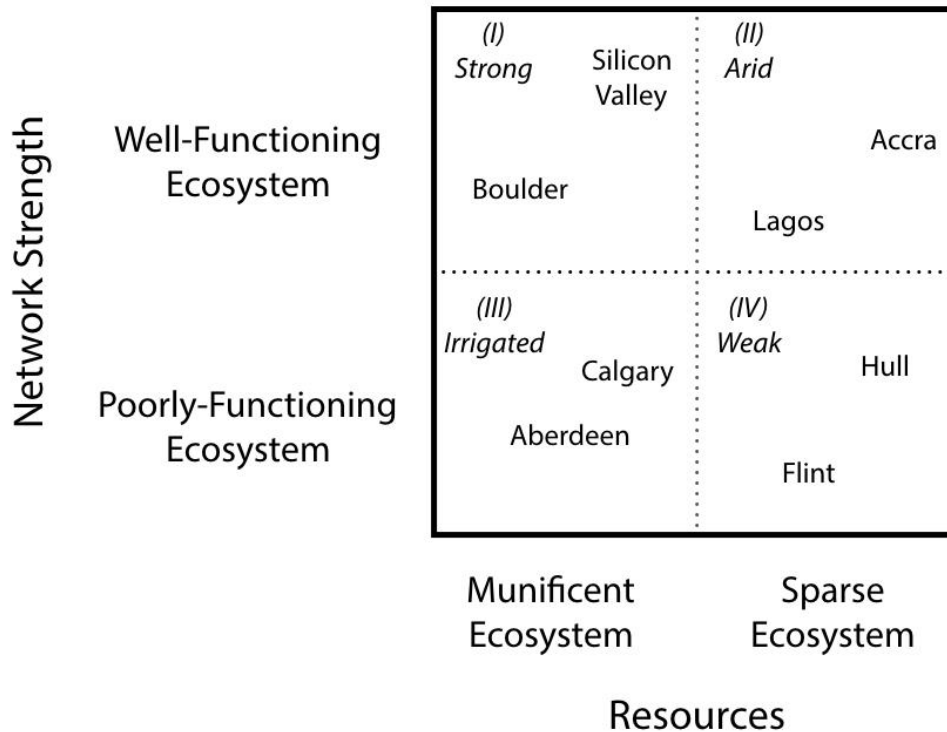 Network Strength
Well-Functioning
Ecosystem
Poorly-Functioning
Ecosystem
(I)
Strong
Silicon
Valley
Boulder
(II)
Arid
Accra
Lagos
(III)
Irrigated
Calgary
Aberdeen
(IV)
Weak
Hull
Flint
Munificent
Ecosystem
Sparse
Ecosystem
Resources